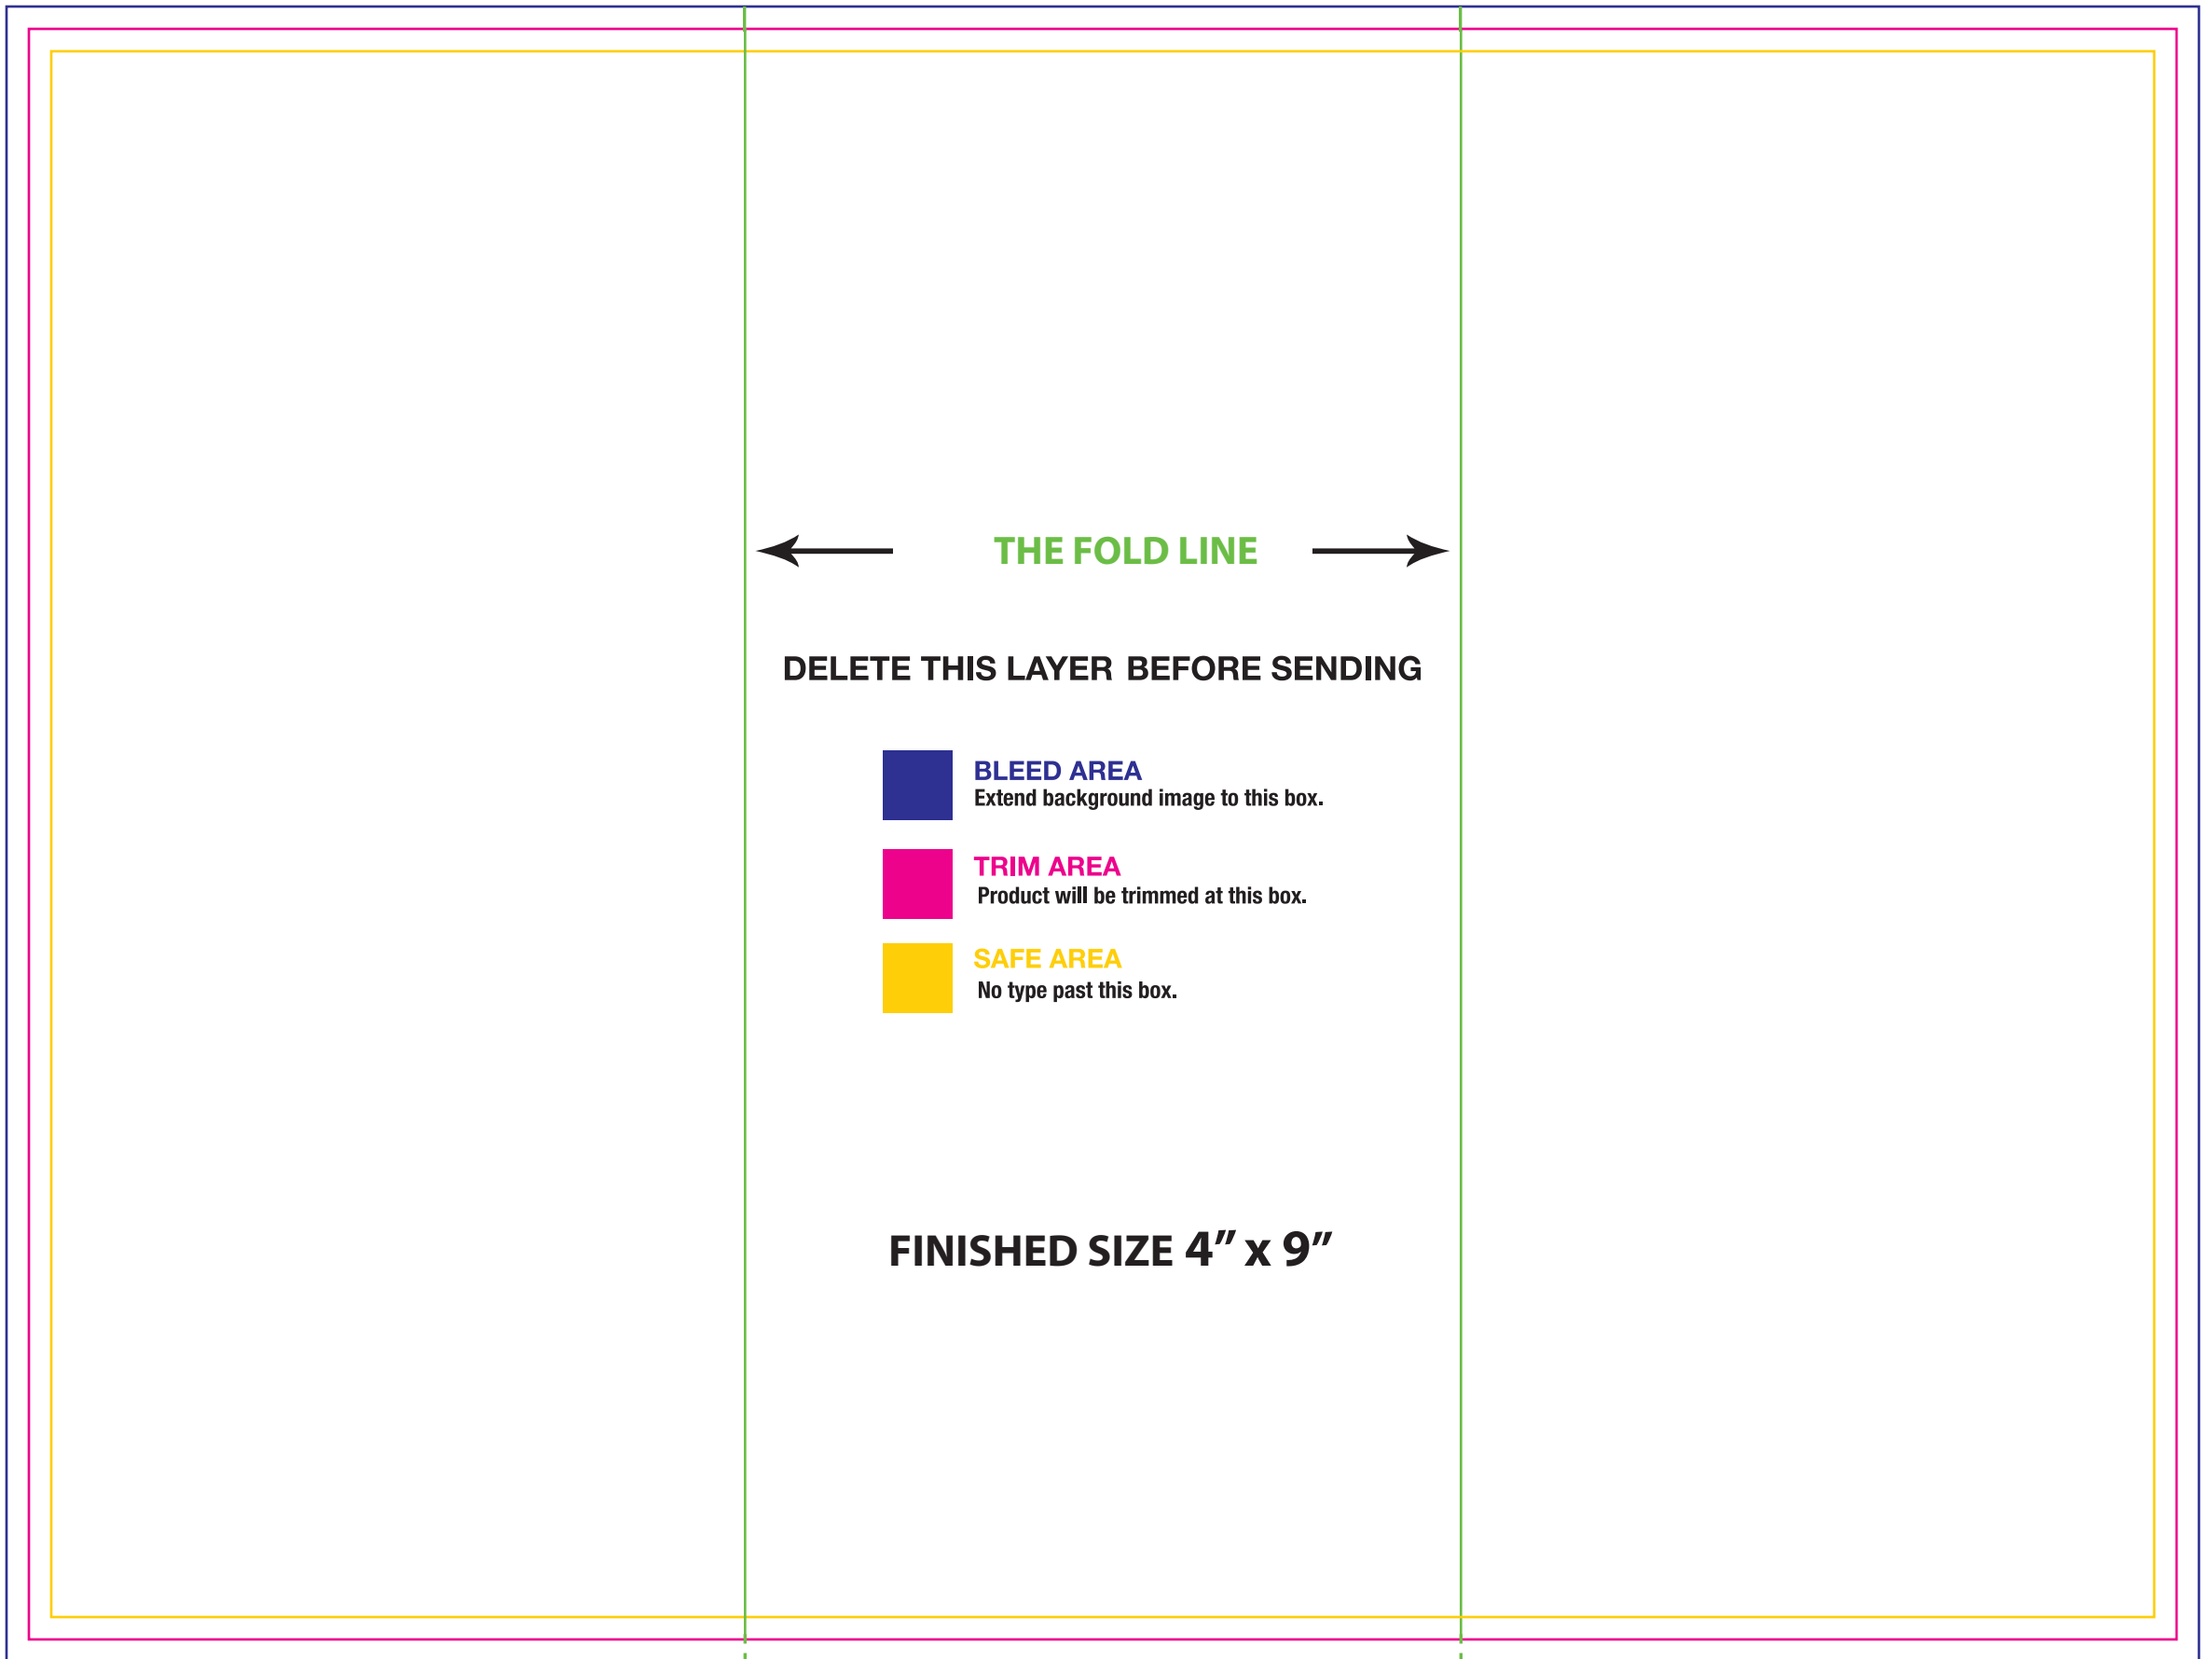 THE FOLD LINE
DELETE THIS LAYER BEFORE SENDING
BLEED AREA
Extend background image to this box.
TRIM AREA
Product will be trimmed at this box.
SAFE AREA
No type past this box.
FINISHED SIZE 4” x 9”